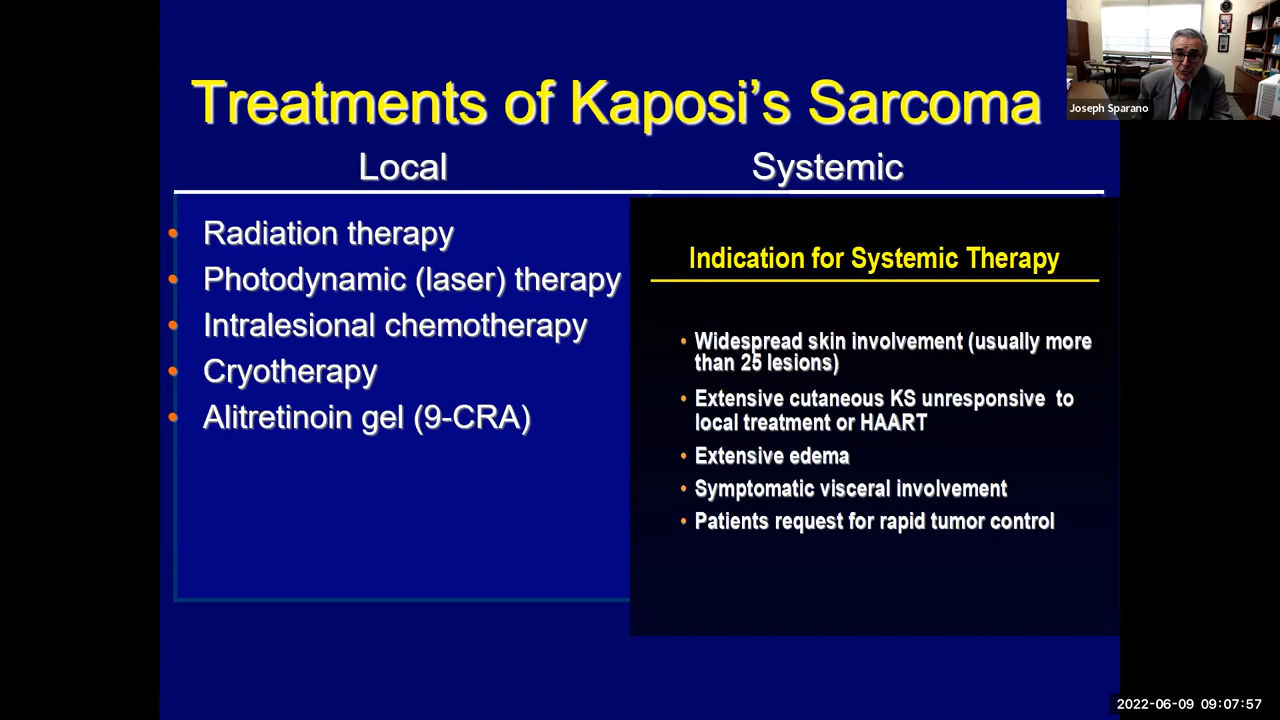 Treatments of Kaposi's Sarcoma
Local
Systemic
• Radiation therapy
• Photodynamic (laser) therapy
• Intralesional chemotherapy
• Cryotherapy
• Alitretinoin gel (9-CRA)
Indication for Systemic Therapy
• Widespread skin involvement (usually more
than 25 lesions)
• Extensive cutaneous KS unresponsive to
local treatment or HAART
• Extensive edema
• Symptomatic visceral involvement
• Patients request for rapid tumor control
Joseph Sparano
2022-06-09 09:07:57